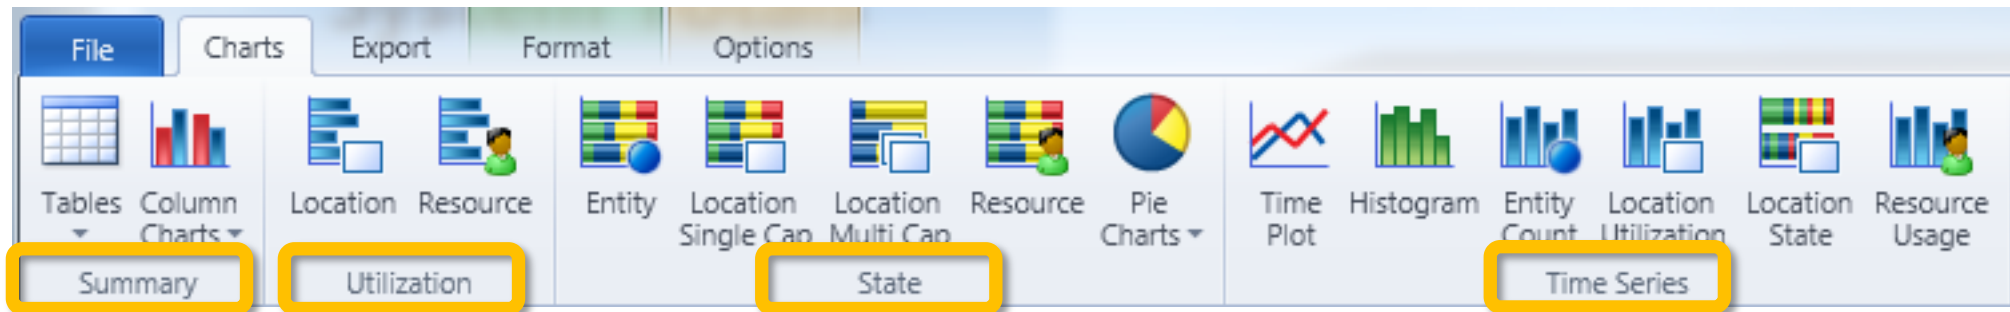 File Charts Export Format Options
Tables Column Charts Location Resource Entity Location Single Cap Location Multi Cap Resource Pie Charts Time Plot Histogram Entity Count Location Utilization Location State Resource Usage
Summary Utilization State Time Series